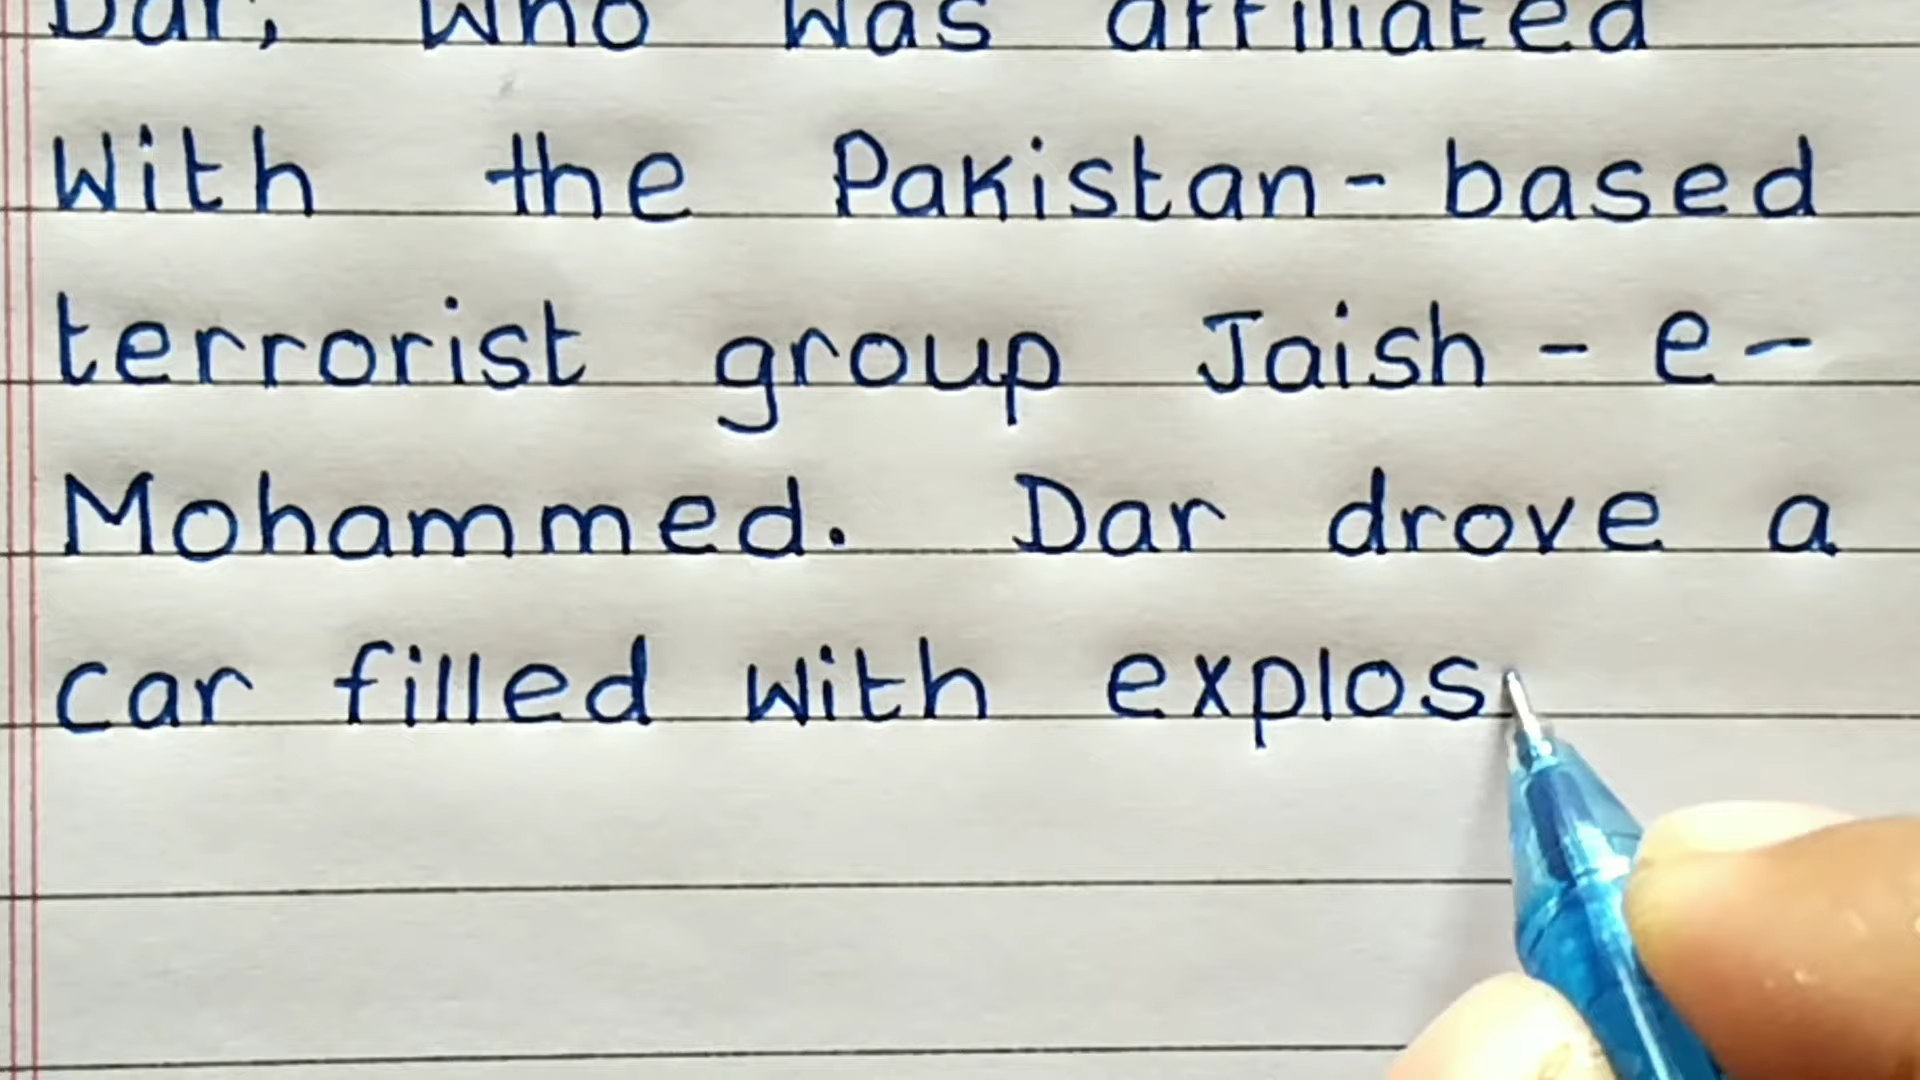 Dar, who was affiliated
With the Pakistan-based
terrorist group Jaish-e-
Mohammed. Dar drove a
car filled with explos